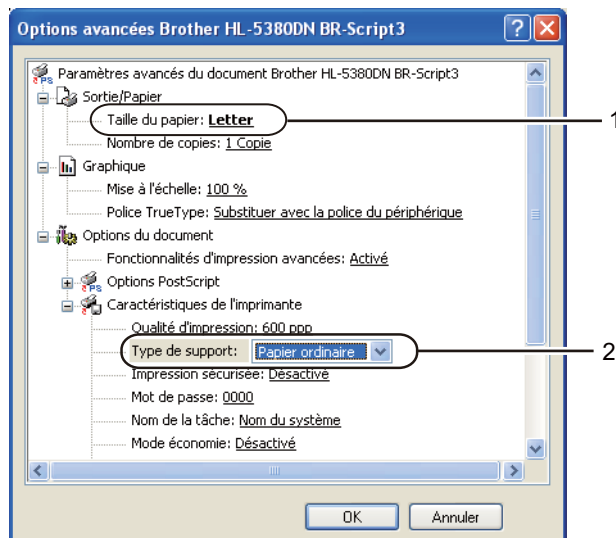 Options avancées Brother HL-5380DN BR-Script3
Paramètres avancés du document Brother HL-5380DN BR-Script3
Sortie/Papier
Taille du papier: Letter
1
Nombre de copies: 1 Copie
Graphique
Mise à l'échelle: 100 %
Police TrueType: Substituer avec la police du périphérique
Options du document
Fonctionnalités d'impression avancées: Activé
Options PostScript
Caractéristiques de l'imprimante
Qualité d'impression: 600 ppp
Type de support: Papier ordinaire
2
Impression sécurisée: Désactivé
Mot de passe: 0000
Nom de la tâche: Nom du système
Mode économie: Désactivé
OK
Annuler